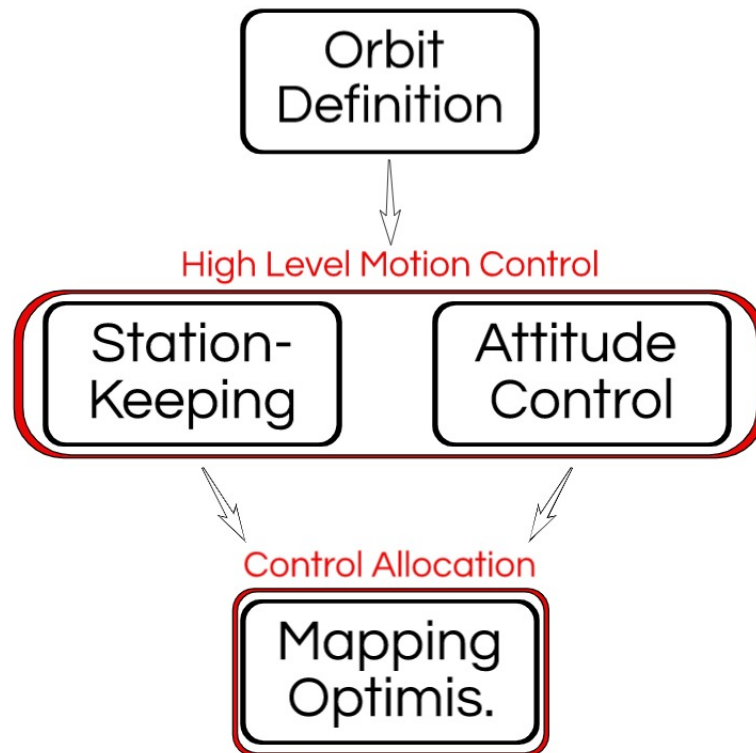 Orbit
Definition
High Level Motion Control
Station-
Keeping
Attitude
Control
Control Allocation
Mapping
Optimis.